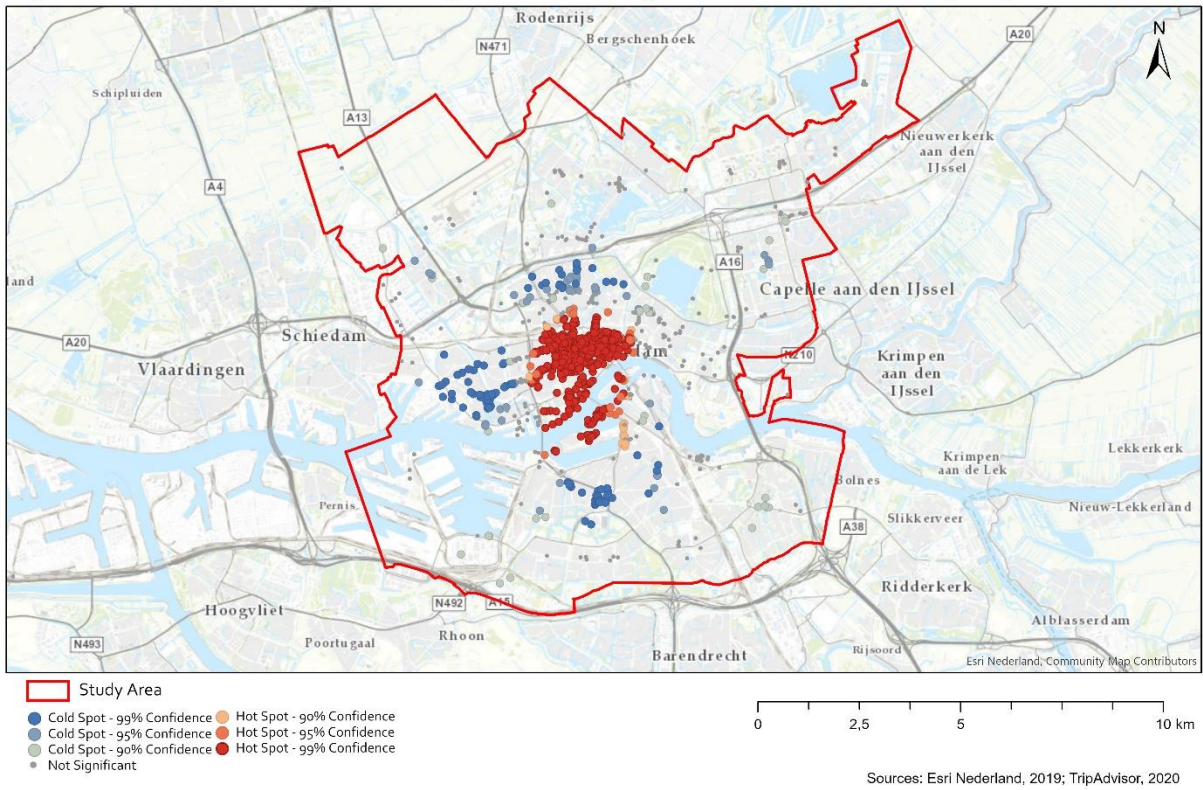 Rodenrijs
N471
Bergschenhoek
A20
N
Schipluiden
A13
Nieuwerkerk
aan den
IJssel
A4
land
A16
Capelle aan den IJssel
A20
Schiedam
dam
N210
Vlaardingen
Krimpen
aan den
IJssel
Lekkerkerk
Krimpen
aan de Lek
Bolnes
Pernis
Nieuw-Lekkerland
Slikkerveer
A38
Ridderkerk
Hoogvliet
N492
A15
Alblasserdam
N493
Poortugaal
Rhoon
Barendrecht
Rijsoord
Esri Nederland, Community Map Contributors
Study Area
Cold Spot - 99% Confidence
Cold Spot - 95% Confidence
Cold Spot - 90% Confidence
Not Significant
Hot Spot - 90% Confidence
Hot Spot - 95% Confidence
Hot Spot - 99% Confidence
0 2,5 5 10 km
Sources: Esri Nederland, 2019; TripAdvisor, 2020